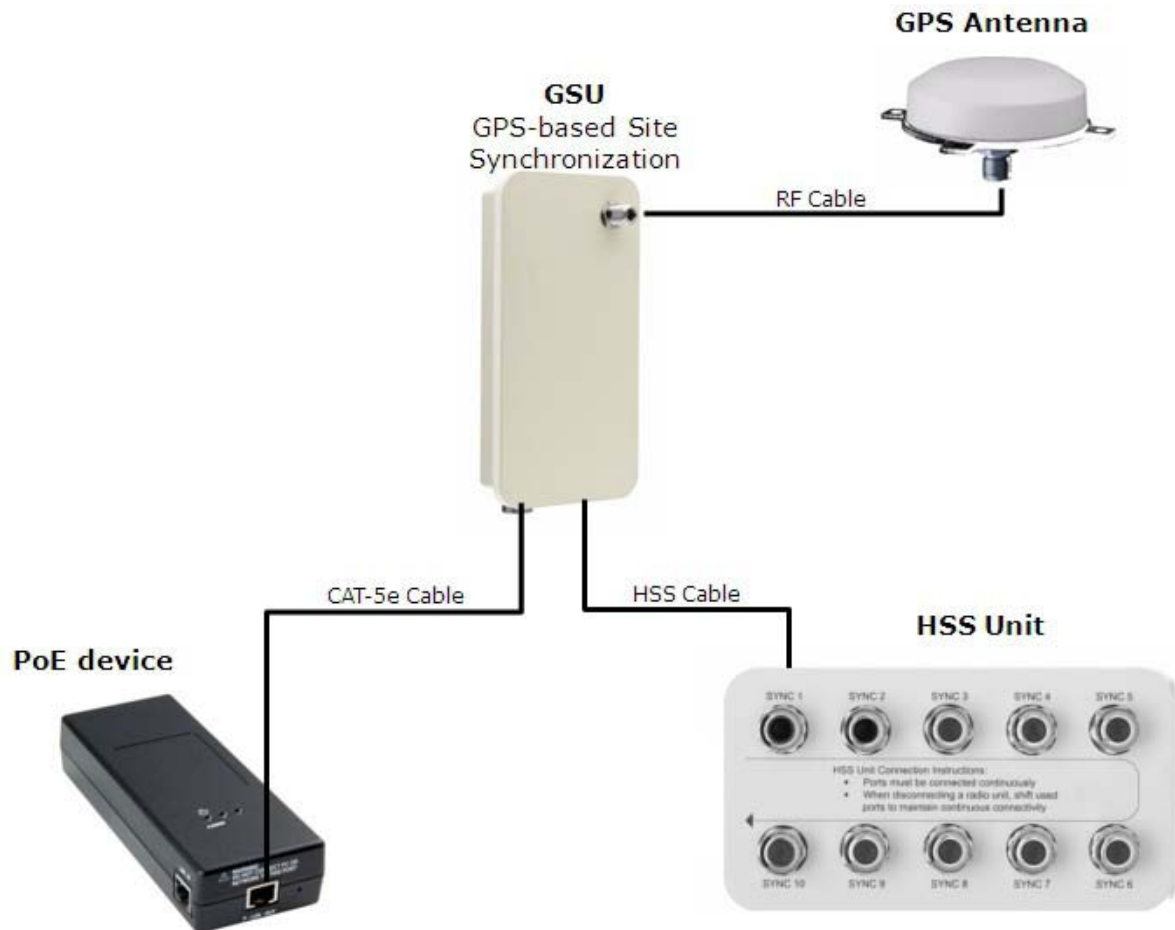 GPS Antenna
GSU
GPS-based Site
Synchronization
RF Cable
CAT-5e Cable
HSS Cable
PoE device
HSS Unit
SYNC 1 SYNC 2 SYNC 3 SYNC 4 SYNC 5
HSS Unit Connection Instructions:
• Ports must be connected continuously
• When disconnecting a radio unit, shift used
ports to maintain continuous connectivity
SYNC 10 SYNC 9 SYNC 8 SYNC 7 SYNC 6